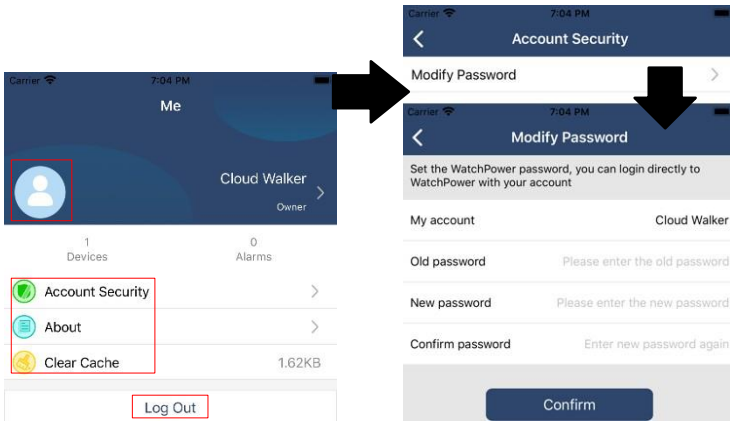 Carrier 7:04 PM
Me
Cloud Walker
Owner
1 0
Devices Alarms
Account Security
About
Clear Cache 1.62KB
Log Out
Carrier 7:04 PM
Account Security
Modify Password
Carrier 7:04 PM
Modify Password
Set the WatchPower password, you can login directly to
WatchPower with your account
My account Cloud Walker
Old password Please enter the old password
New password Please enter the new password
Confirm password Enter new password again
Confirm